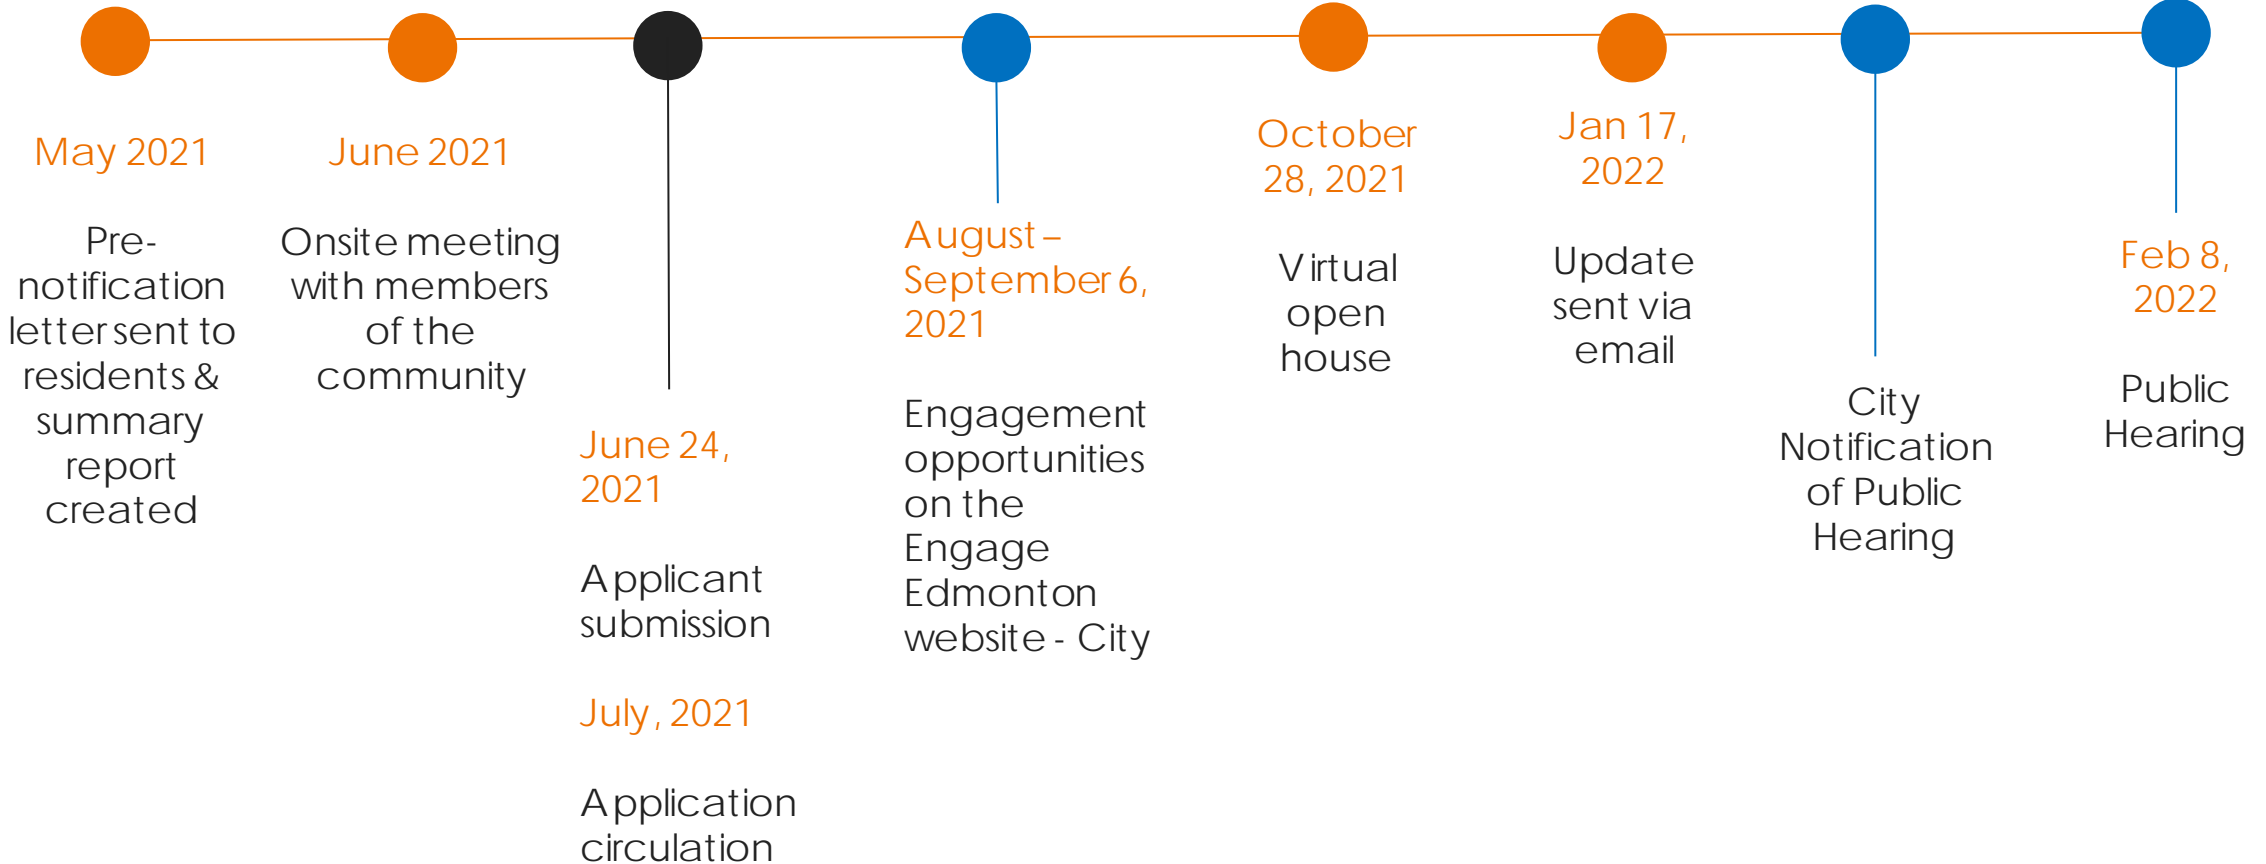 May 2021
Pre-
notification
letter sent to
residents &
summary
report
created
June 2021
Onsite meeting
with members
of the
community
June 24,
2021
Applicant
submission
July, 2021
Application
circulation
August –
September 6,
2021
Engagement
opportunities
on the
Engage
Edmonton
website - City
October
28, 2021
Virtual
open
house
Jan 17,
2022
Update
sent via
email
City
Notification
of Public
Hearing
Feb 8,
2022
Public
Hearing